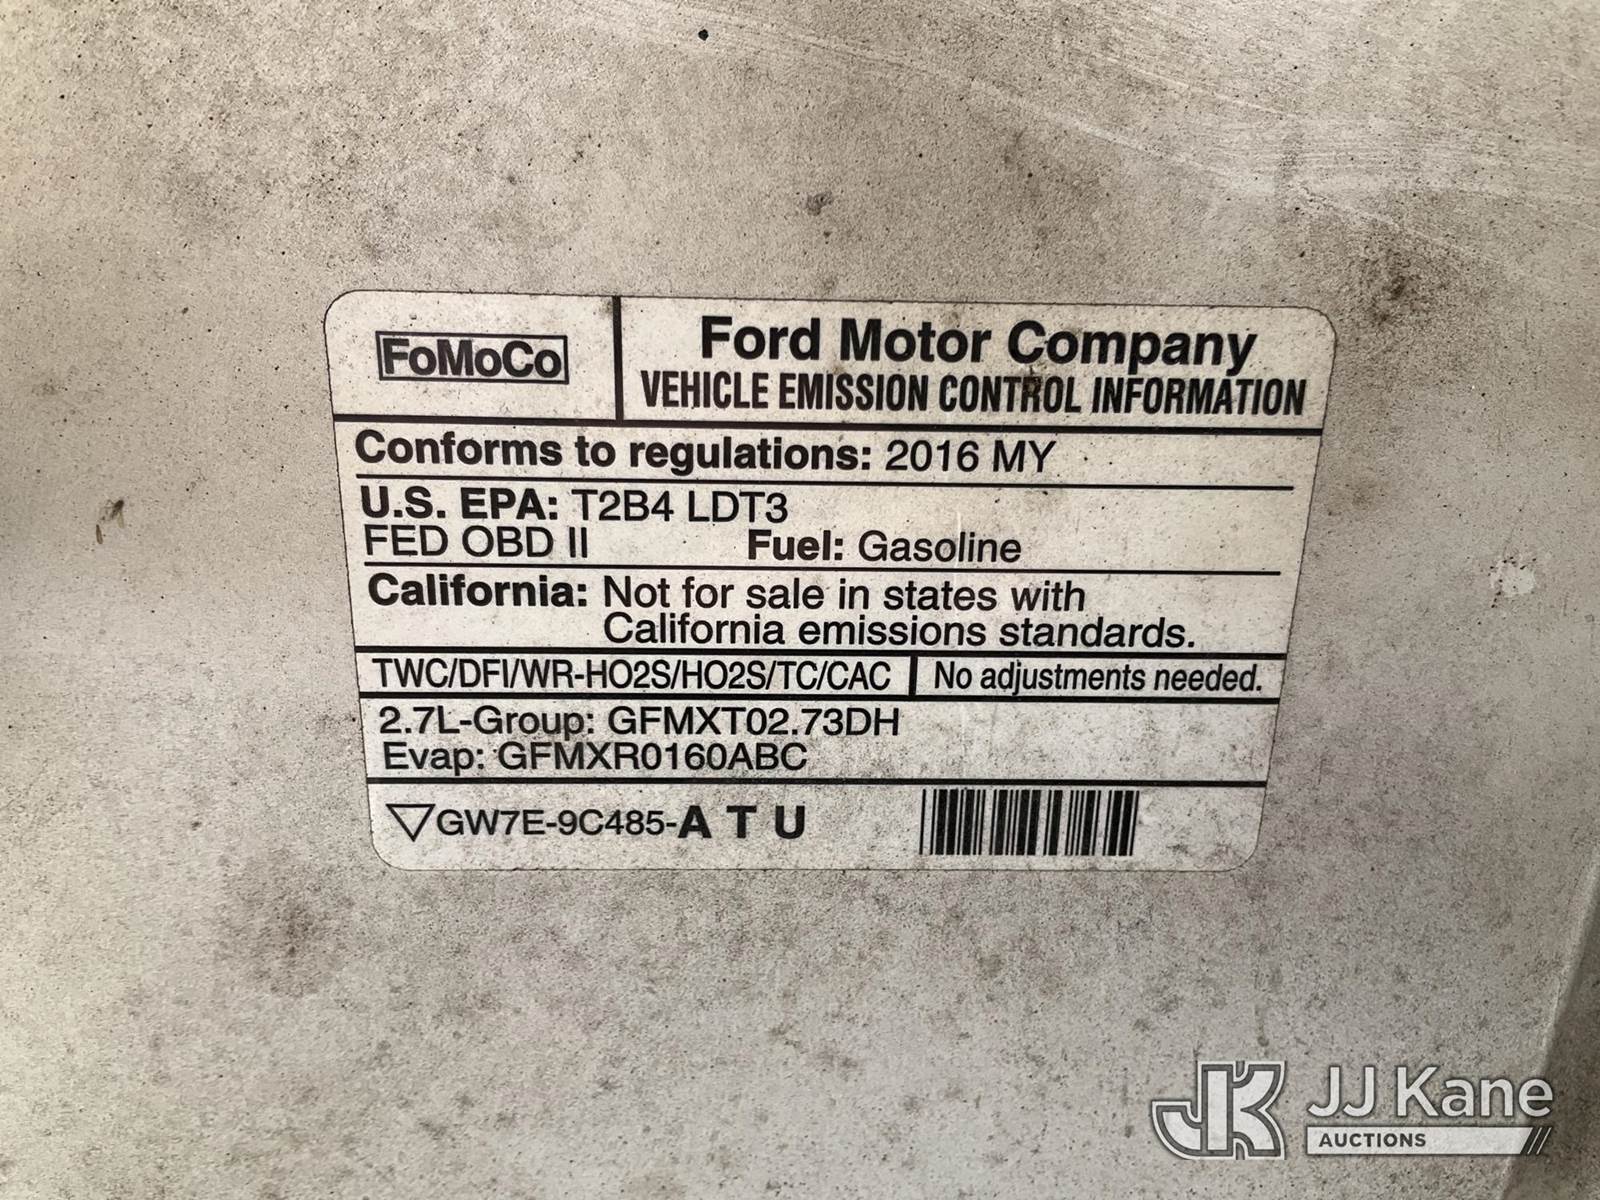 FoMoCo
Ford Motor Company
VEHICLE EMISSION CONTROL INFORMATION
Conforms to regulations: 2016 MY
U.S. EPA: T2B4 LDT3
FED OBD II Fuel: Gasoline
California: Not for sale in states with
California emissions standards.
TWC/DFI/WR-HO2S/HO2S/TC/CAC No adjustments needed.
2.7L-Group: GFMXT02.73DH
Evap: GFMXR0160ABC
GW7E-9C485-A T U
JK JJ Kane
AUCTIONS